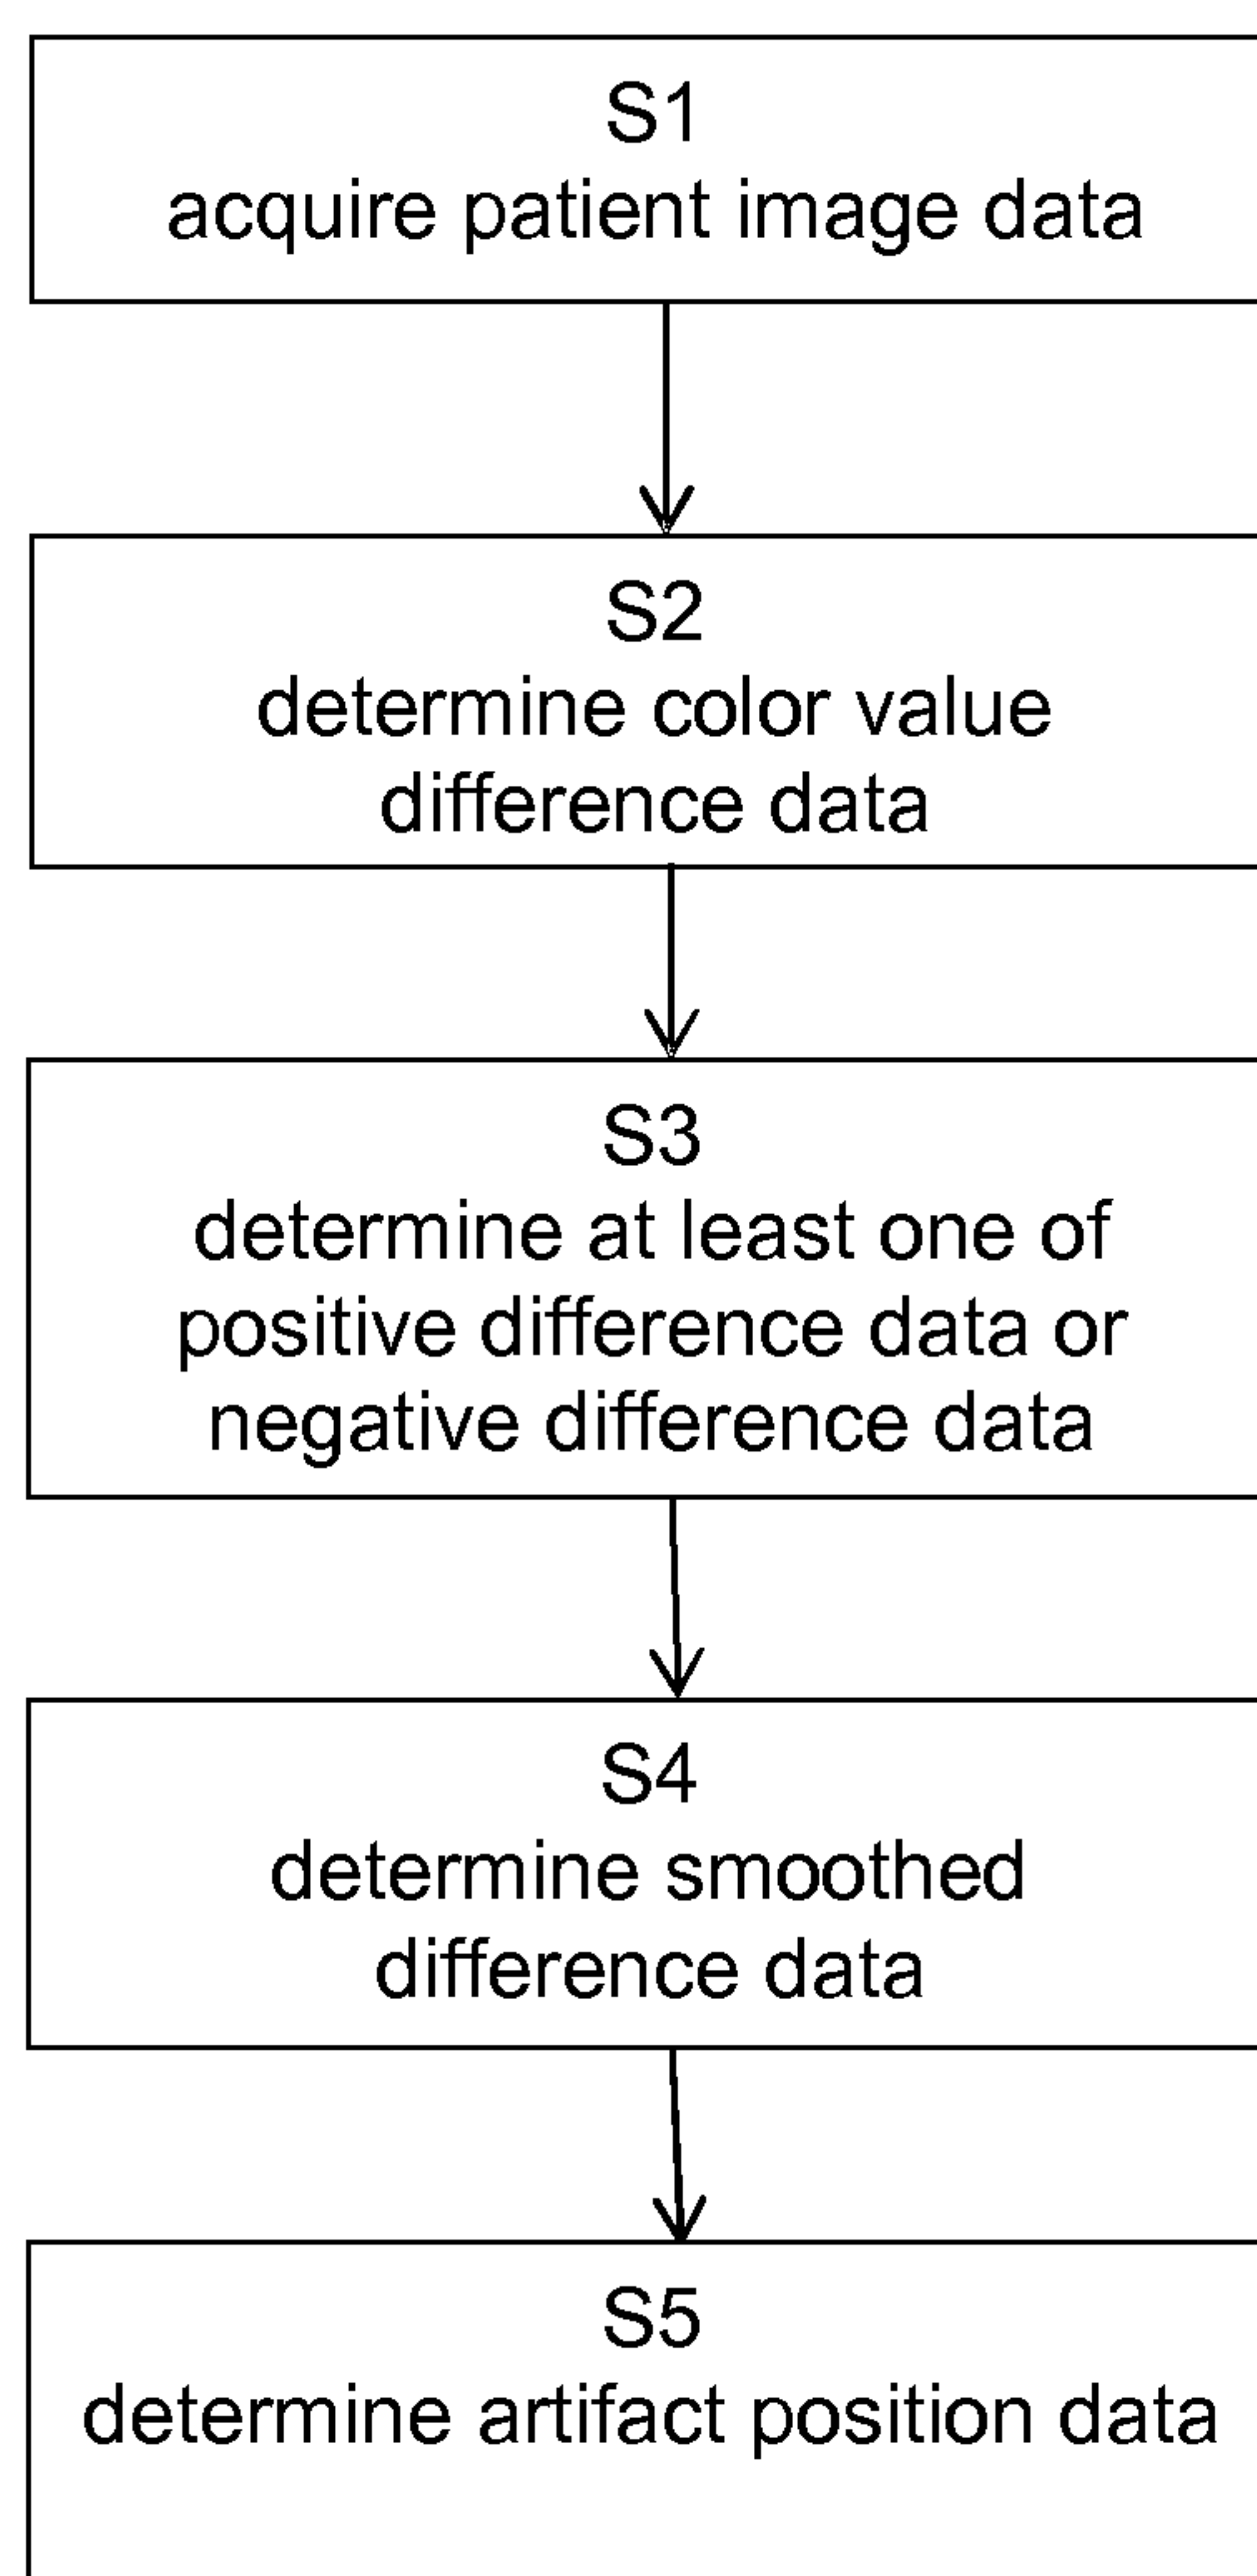 S1
acquire patient image data
S2
determine color value
difference data
S3
determine at least one of
positive difference data or
negative difference data
S4
determine smoothed
difference data
S5
determine artifact position data